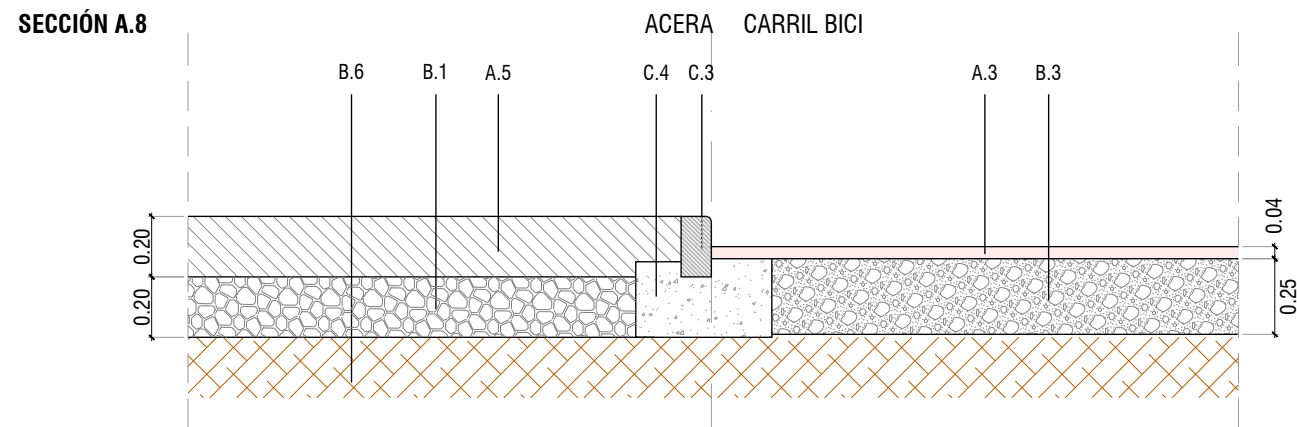 SECCIÓN A.8
ACERA CARRIL BICI
B.6 B.1 A.5 C.4 C.3 A.3 B.3
0.20
0.20
0.04
0.25